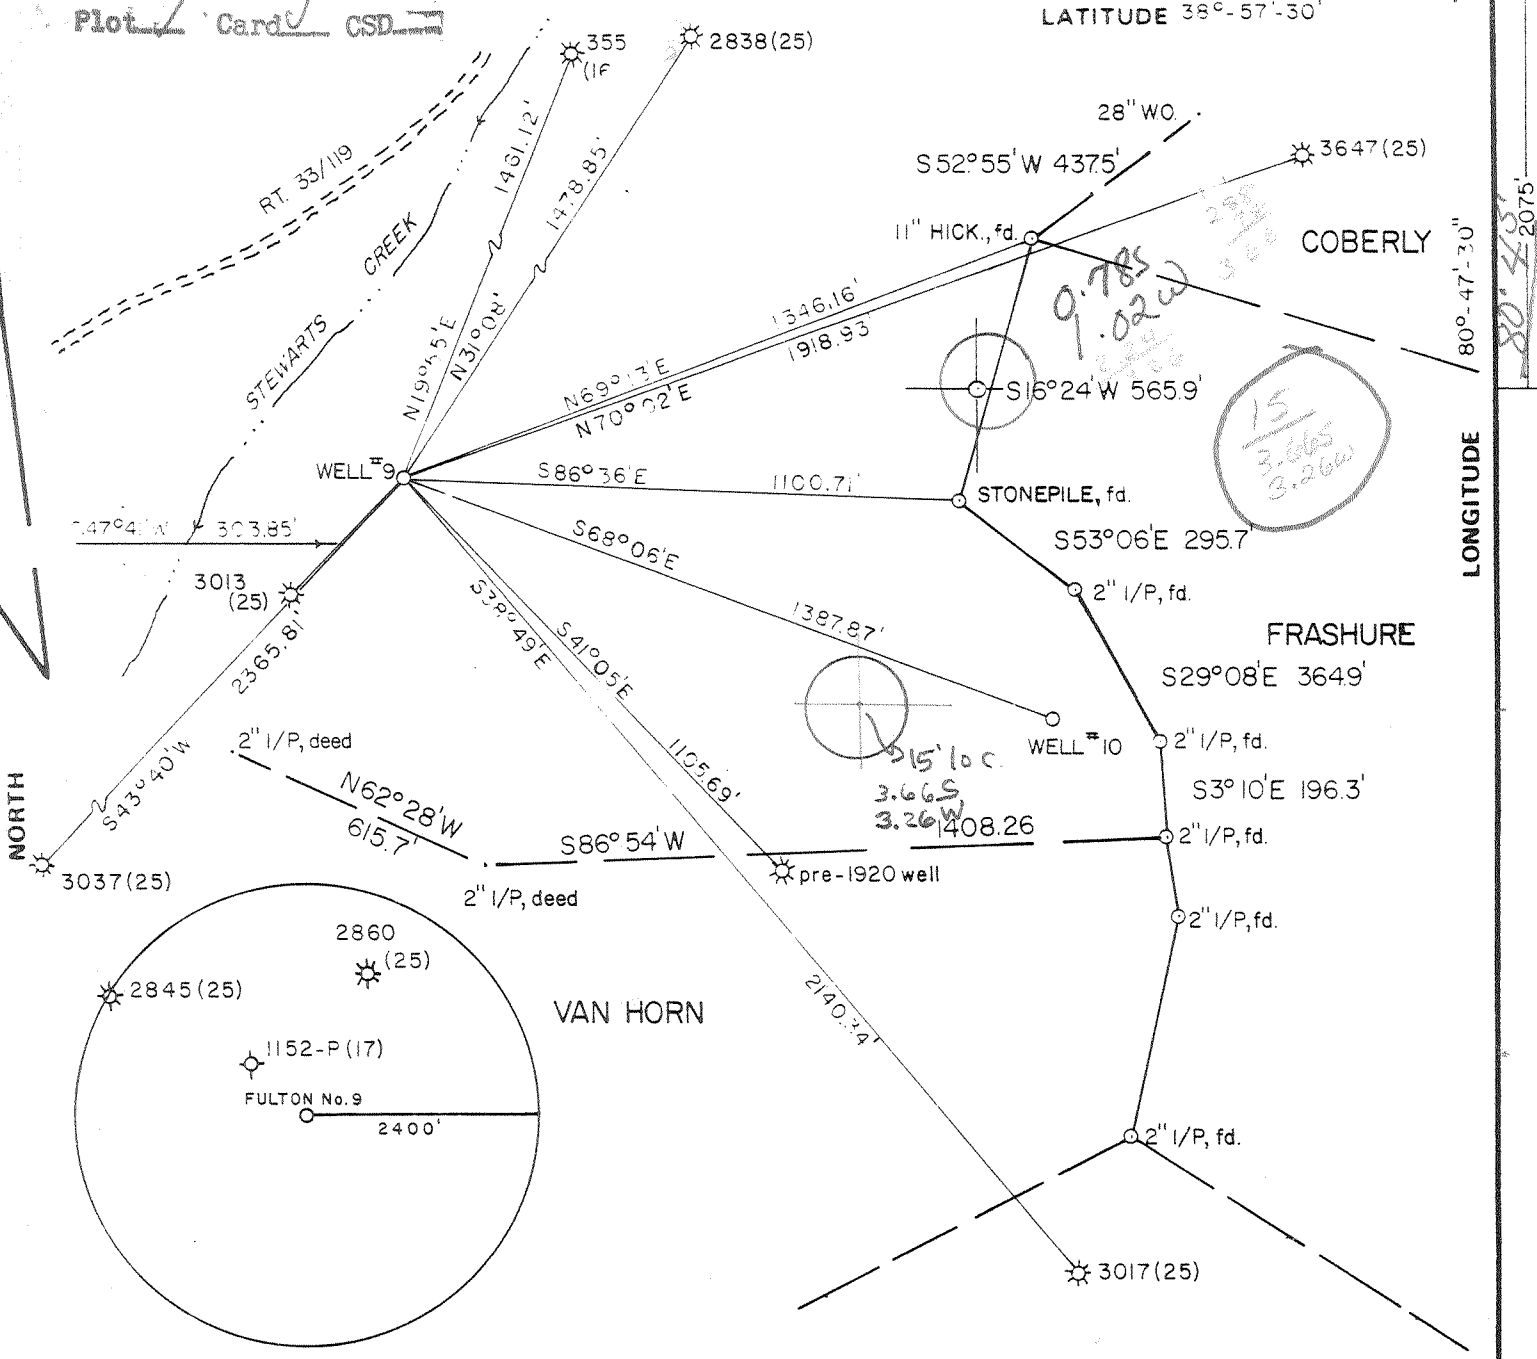 Plot Card CSD
LATITUDE 38°-57'-30'
355
2838(25)
28" W.O.
S52°55'W 437.5'
3647(25)
RT. 33/119
1461.12'
1478.85'
11" HICK., fd.
COBERLY
2075'
80°-47'-30"
80° 45'
CREEK
STEWARTS
0.78S
1.02W
1346.16'
1918.93'
N19°55'E
N31°08'
N69°13'E
N70°02'E
S16°24'W 565.9'
15
3.66S
3.26W
WELL #9
S86°36'E
1100.71'
STONEPILE, fd.
LONGITUDE
303.85'
S68°06'E
S53°06'E 295.7'
3013
(25)
2" I/P, fd.
S38°49'E
S41°05'E
1387.87'
FRASHURE
2365.81'
S29°08'E 364.9'
WELL #10
2" I/P, fd.
2" I/P, deed
S43°40'W
1105.69'
15' loc.
3.66S
3.26W
S3°10'E 196.3'
NORTH
N62°28'W
615.7'
S86°54'W
1408.26
2" I/P, fd.
3037(25)
2" I/P, deed
pre-1920 well
2" I/P, fd.
2860
(25)
2845(25)
VAN HORN
2140.34'
1152-P(17)
FULTON No. 9
2400'
2" I/P, fd.
3017(25)